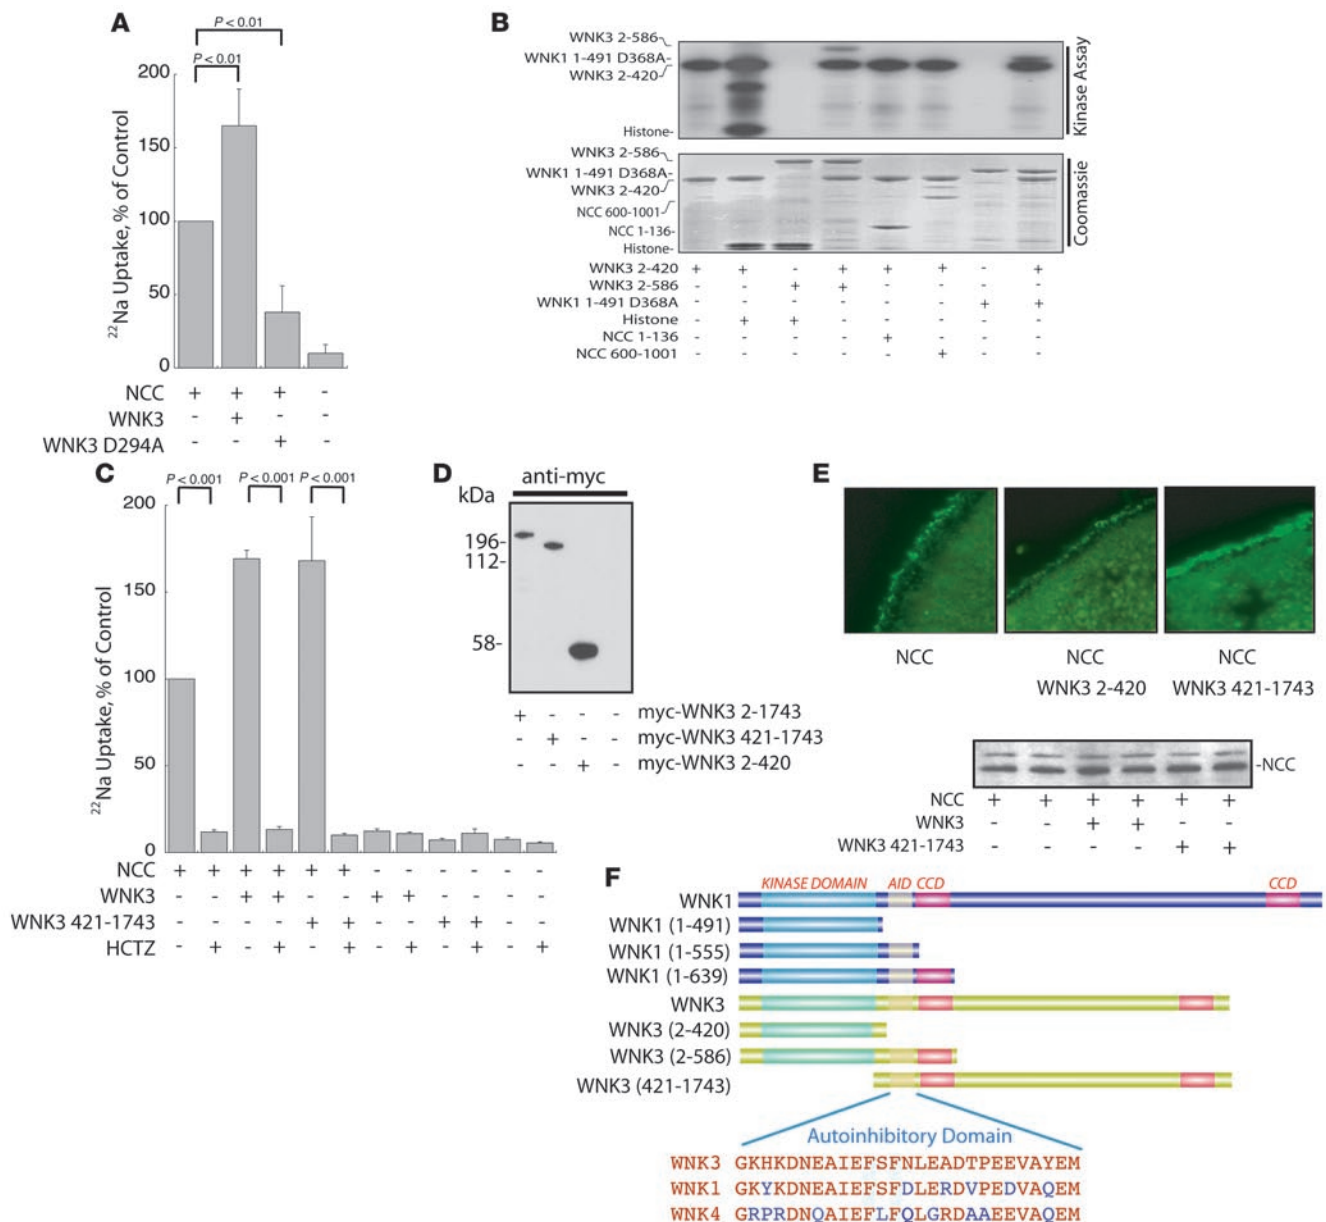 A
P < 0.01
P < 0.01
200
150
100
50
0
22Na Uptake, % of Control
NCC + + + -
WNK3 - + - -
WNK3 D294A - - + -
B
WNK3 2-586
WNK1 1-491 D368A-
WNK3 2-420
Histone-
Kinase Assay
WNK3 2-586
WNK1 1-491 D368A-
WNK3 2-420
NCC 600-1001
NCC 1-136-
Histone-
Coomassie
WNK3 2-420 + + - + + + - +
WNK3 2-586 - - + + - - - -
WNK1 1-491 D368A - - - - - - + +
Histone - + + - - - - -
NCC 1-136 - - - - + - - -
NCC 600-1001 - - - - - + - -
C
P < 0.001
P < 0.001
P < 0.001
200
150
100
50
0
22Na Uptake, % of Control
NCC + + + + + + - - - - - -
WNK3 - - + + - - + + - - - -
WNK3 421-1743 - - - - + + - - + + - -
HCTZ - + - + - + - + - + - +
D
anti-myc
kDa
196-
112-
58-
+ - - - myc-WNK3 2-1743
- + - - myc-WNK3 421-1743
- - + - myc-WNK3 2-420
E
NCC
NCC
WNK3 2-420
NCC
WNK3 421-1743
-NCC
NCC + + + + + +
WNK3 - - + + - -
WNK3 421-1743 - - - - + +
F
KINASE DOMAIN AID CCD CCD
WNK1
WNK1 (1-491)
WNK1 (1-555)
WNK1 (1-639)
WNK3
WNK3 (2-420)
WNK3 (2-586)
WNK3 (421-1743)
Autoinhibitory Domain
WNK3 GKHKDNEAIEFSFNLEADTPEEVAYEM
WNK1 GKYKDNEAIEFSFDLERDVPEDVAQEM
WNK4 GRPRDNQAIEFLFQLGRDAAEEVAQEM